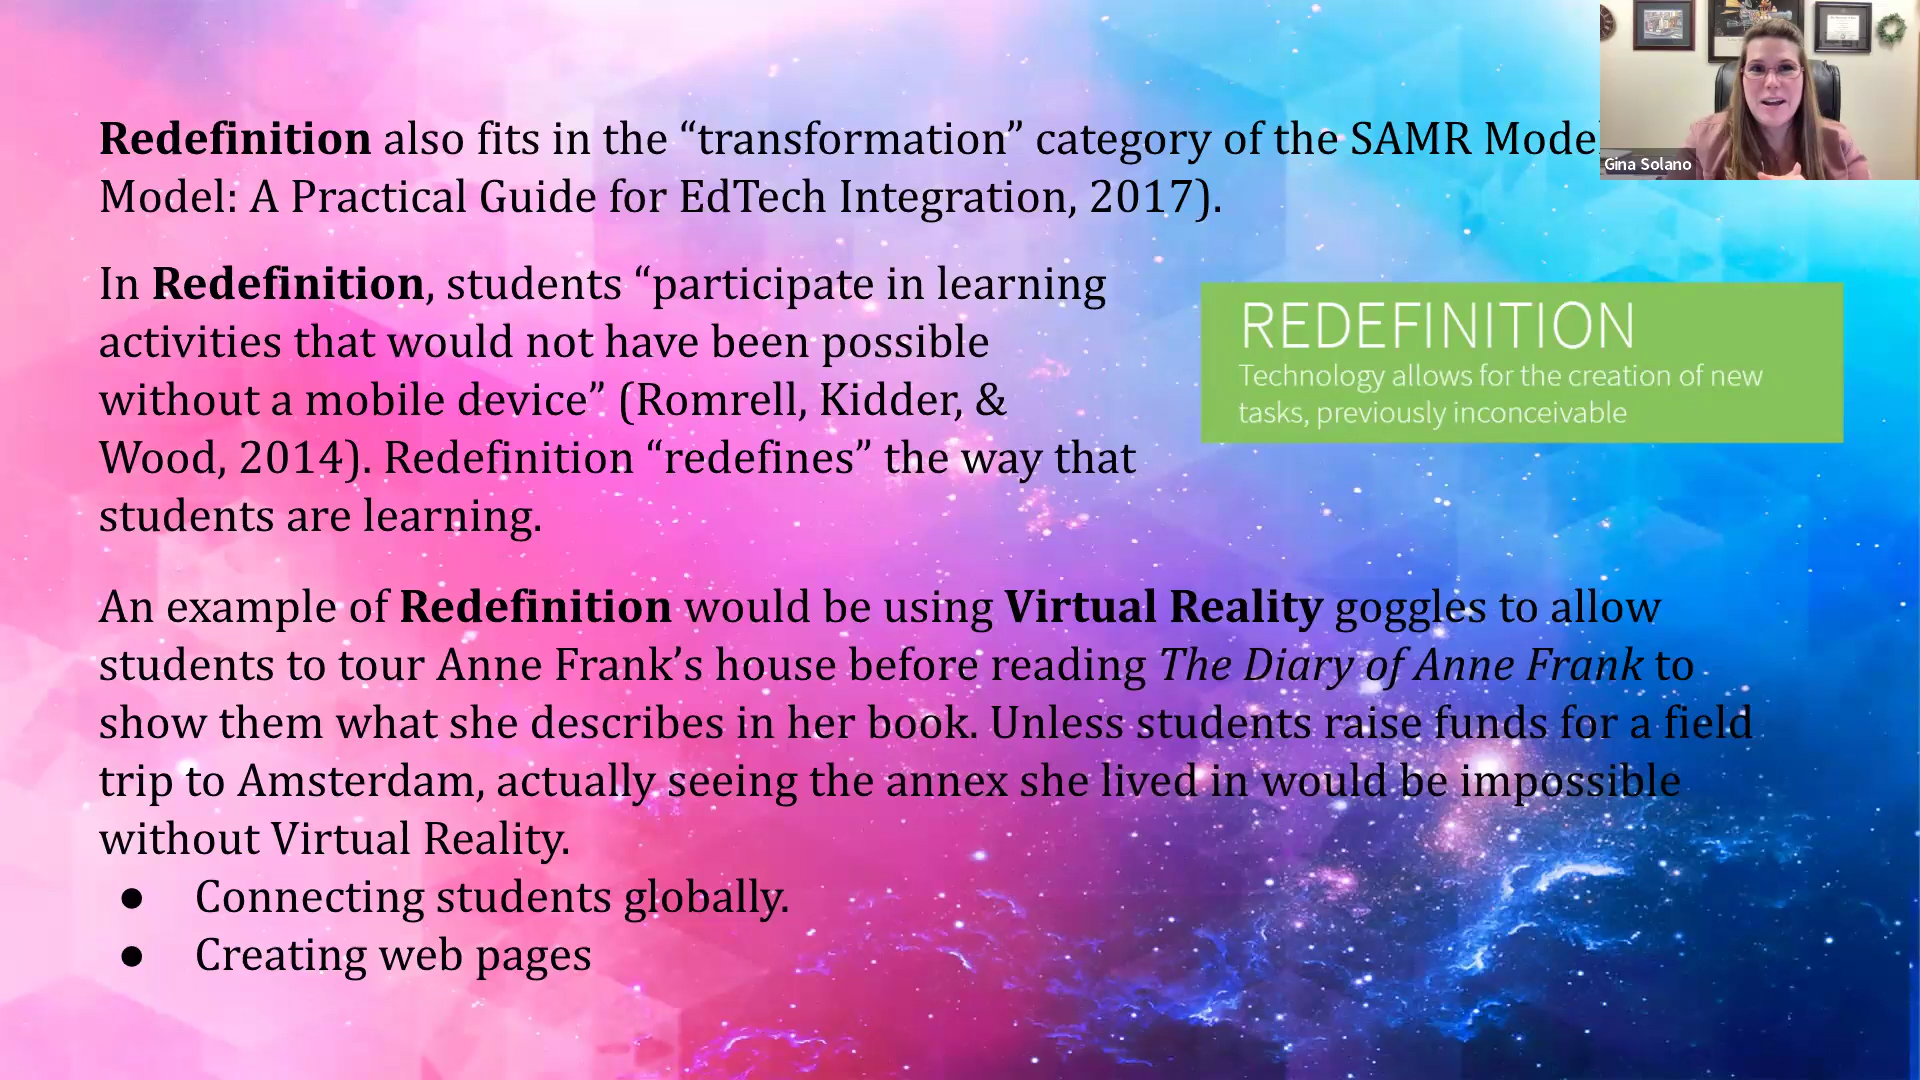 Redefinition also fits in the “transformation” category of the SAMR
Model: A Practical Guide for EdTech Integration, 2017).
In Redefinition, students “participate in learning
activities that would not have been possible
without a mobile device” (Romrell, Kidder, &
Wood, 2014). Redefinition “redefines” the way that
students are learning.
REDEFINITION
Technology allows for the creation of new
tasks, previously inconceivable
An example of Redefinition would be using Virtual Reality goggles to allow
students to tour Anne Frank’s house before reading The Diary of Anne Frank to
show them what she describes in her book. Unless students raise funds for a field
trip to Amsterdam, actually seeing the annex she lived in would be impossible
without Virtual Reality.
● Connecting students globally.
● Creating web pages
Gina Solano